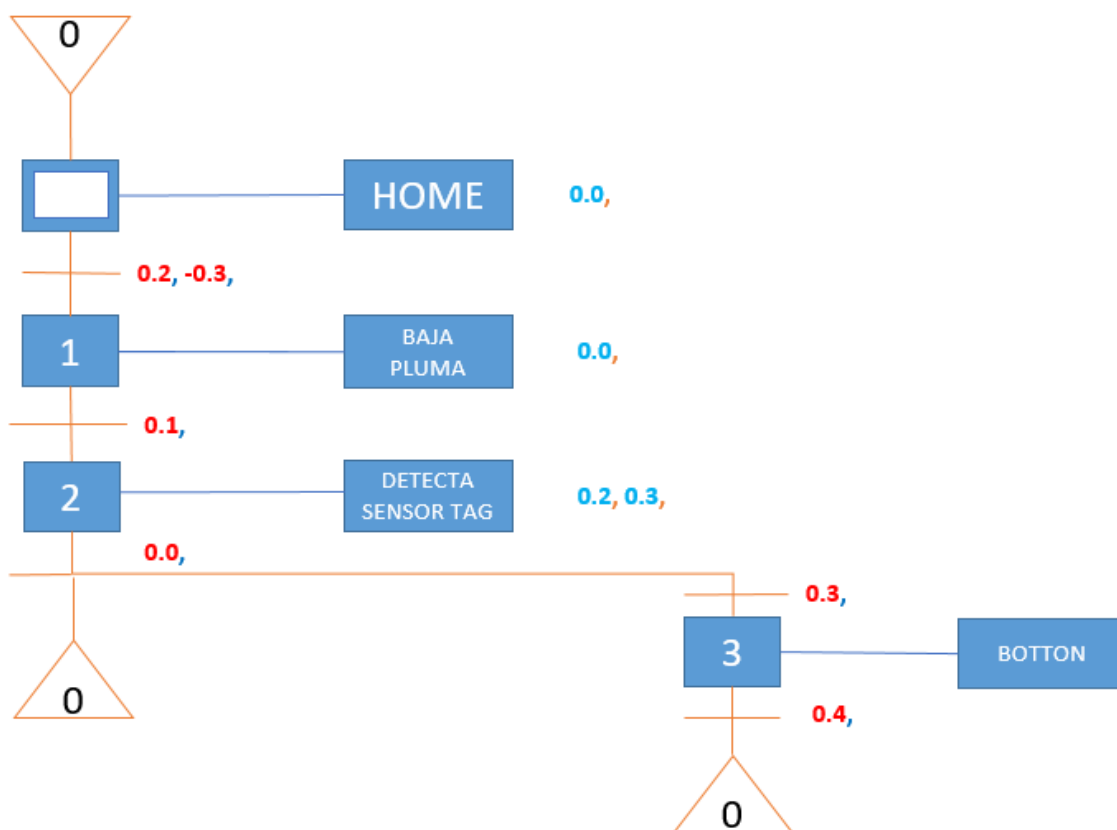 0
HOME
0.0,
0.2, -0.3,
1
BAJA
PLUMA
0.0,
0.1,
2
DETECTA
SENSOR TAG
0.2, 0.3,
0.0,
0.3,
3
BOTTON
0
0.4,
0